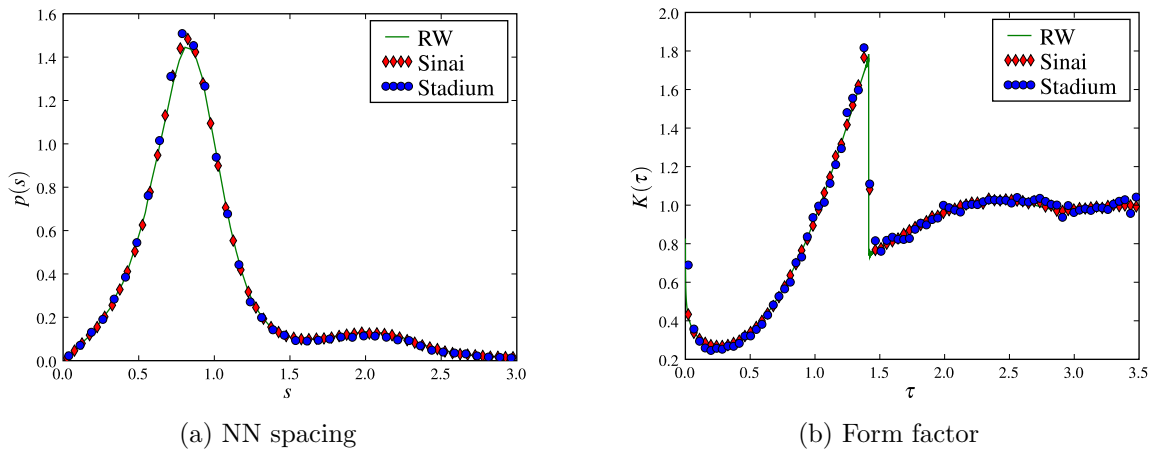 1.6
1.4
1.2
1.0
0.8
0.6
0.4
0.2
0.0
p(s)
0.0 0.5 1.0 1.5 2.0 2.5 3.0
s
RW
Sinai
Stadium
(a) NN spacing
2.0
1.8
1.6
1.4
1.2
1.0
0.8
0.6
0.4
0.2
K(τ)
0.0 0.5 1.0 1.5 2.0 2.5 3.0 3.5
τ
RW
Sinai
Stadium
(b) Form factor